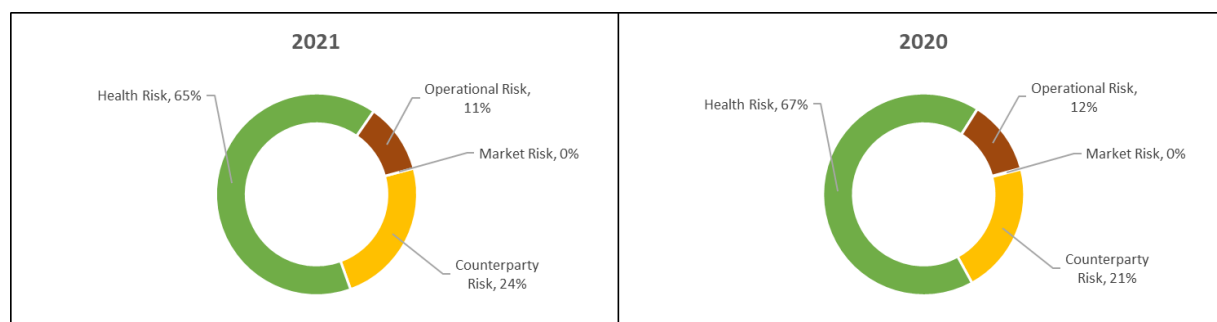 2021
Health Risk, 65%
Operational Risk,
11%
Market Risk, 0%
Counterparty
Risk, 24%
2020
Health Risk, 67%
Operational Risk,
12%
Market Risk, 0%
Counterparty
Risk, 21%